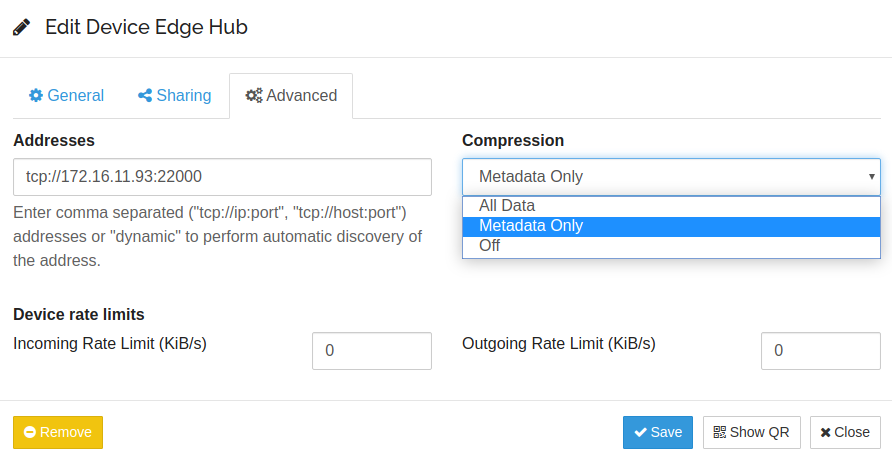 Edit Device Edge Hub
General
Sharing
Advanced
Addresses
tcp://172.16.11.93:22000
Enter comma separated ("tcp://ip:port", "tcp://host:port")
addresses or "dynamic" to perform automatic discovery of
the address.
Compression
Metadata Only
All Data
Metadata Only
Off
Device rate limits
Incoming Rate Limit (KiB/s)
0
Outgoing Rate Limit (KiB/s)
0
Remove
Save
Show QR
Close